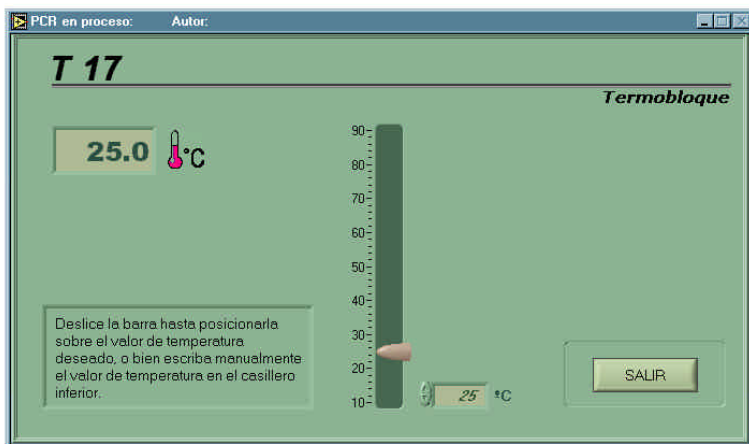 PCR en proceso: Autor:
T 17
Termobloque
25.0 °C
90
80
70
60
50
40
30
20
10
Deslice la barra hasta posicionarla
sobre el valor de temperatura
deseado, o bien escriba manualmente
el valor de temperatura en el casillero
inferior.
25 ºC
SALIR